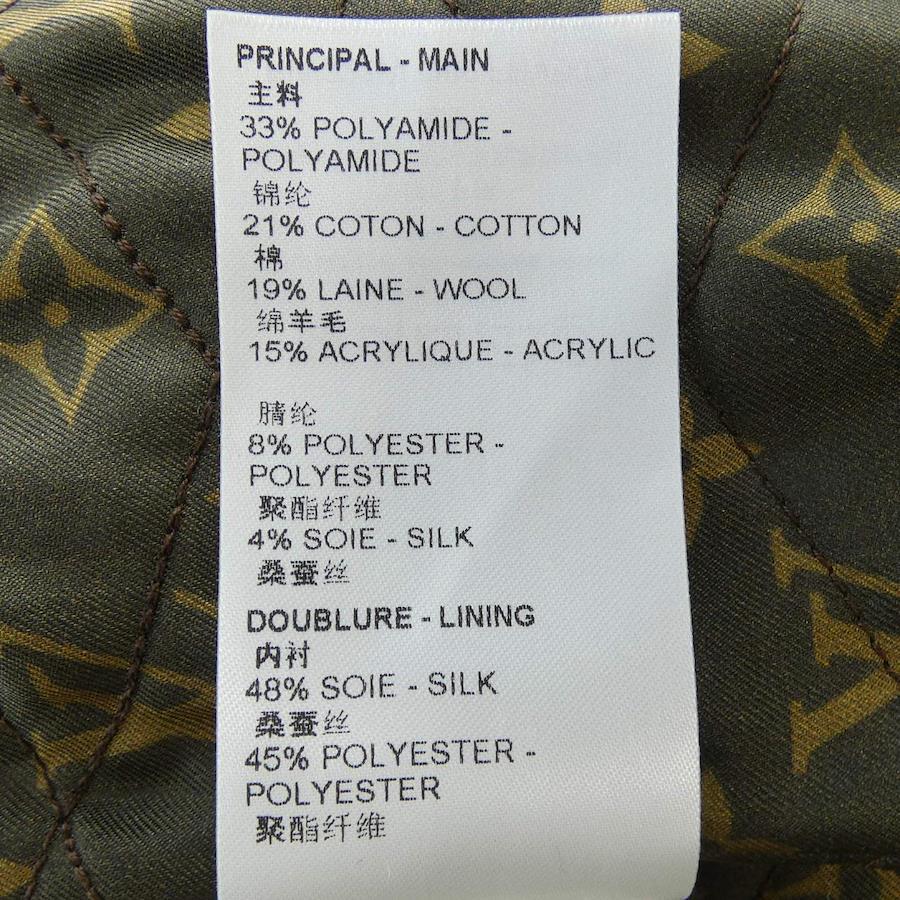 PRINCIPAL - MAIN
主料
33% POLYAMIDE -
POLYAMIDE
锦纶
21% COTON - COTTON
棉
19% LAINE - WOOL
绵羊毛
15% ACRYLIQUE - ACRYLIC
腈纶
8% POLYESTER -
POLYESTER
聚酯纤维
4% SOIE - SILK
桑蚕丝
DOUBLURE - LINING
内衬
48% SOIE - SILK
桑蚕丝
45% POLYESTER -
POLYESTER
聚酯纤维
LV